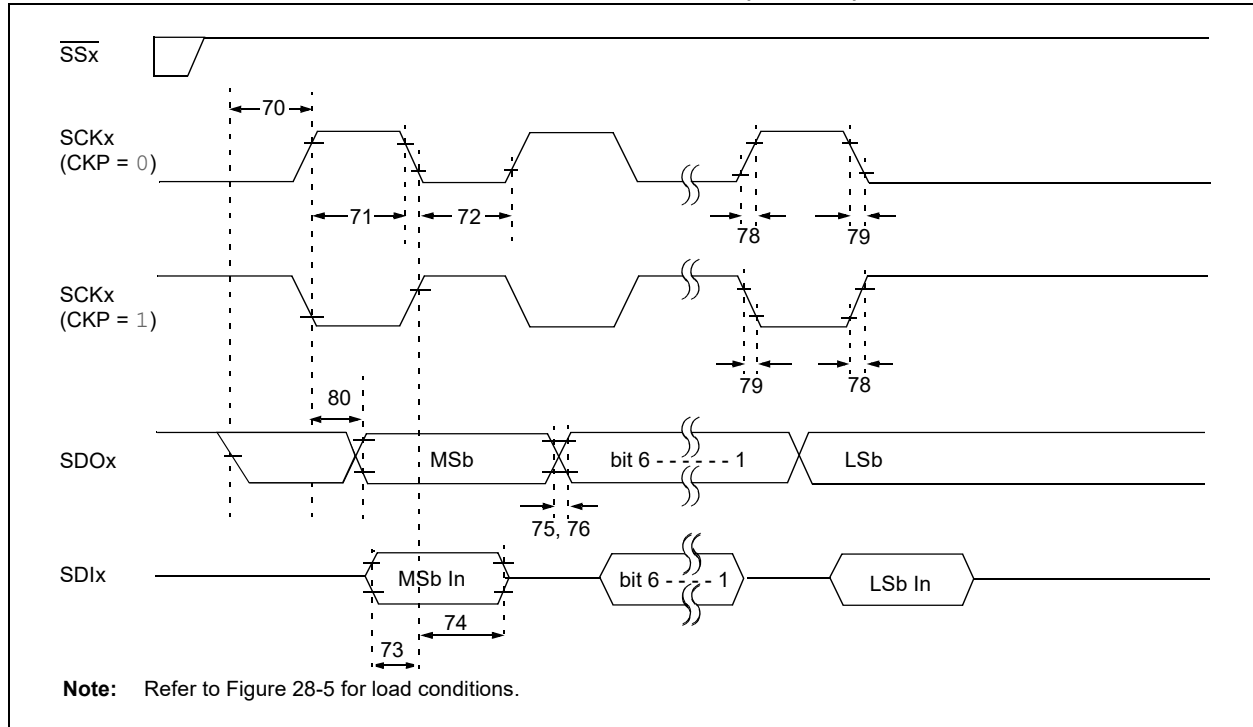 SSx
70
SCKx
(CKP = 0)
71
72
78
79
SCKx
(CKP = 1)
79
78
80
SDOx
MSb
bit 6 - - - - - - 1
LSb
75, 76
SDIx
MSb In
bit 6 - - - - 1
LSb In
74
73
Note: Refer to Figure 28-5 for load conditions.